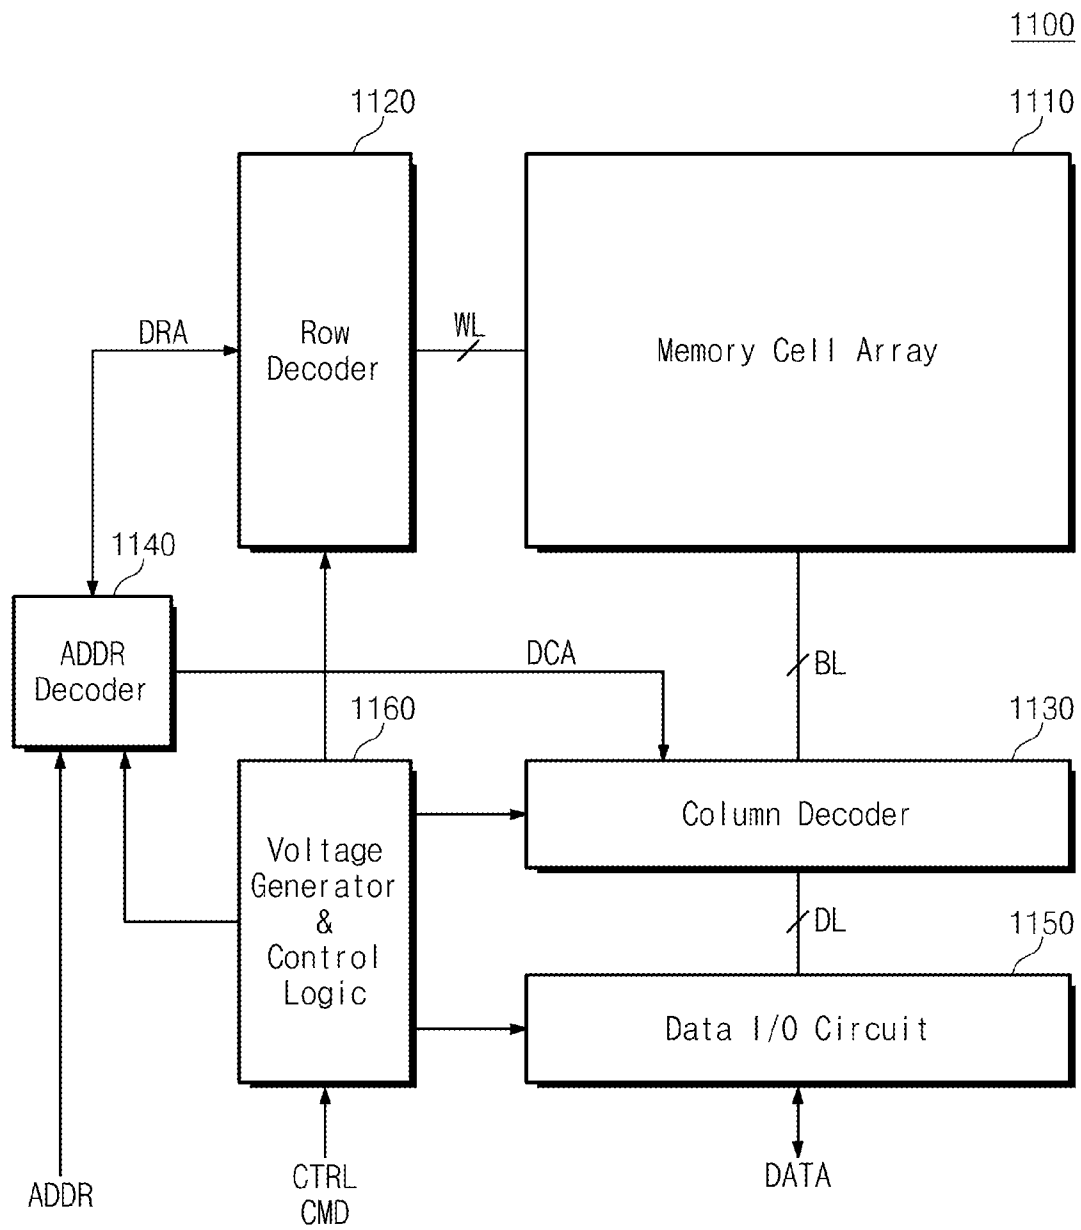 1100
1120
1110
DRA
Row
Decoder
WL
Memory Cell Array
1140
ADDR
Decoder
DCA
BL
1160
1130
Voltage
Generator
&
Control
Logic
Column Decoder
DL
1150
Data I/O Circuit
ADDR
CTRL
CMD
DATA